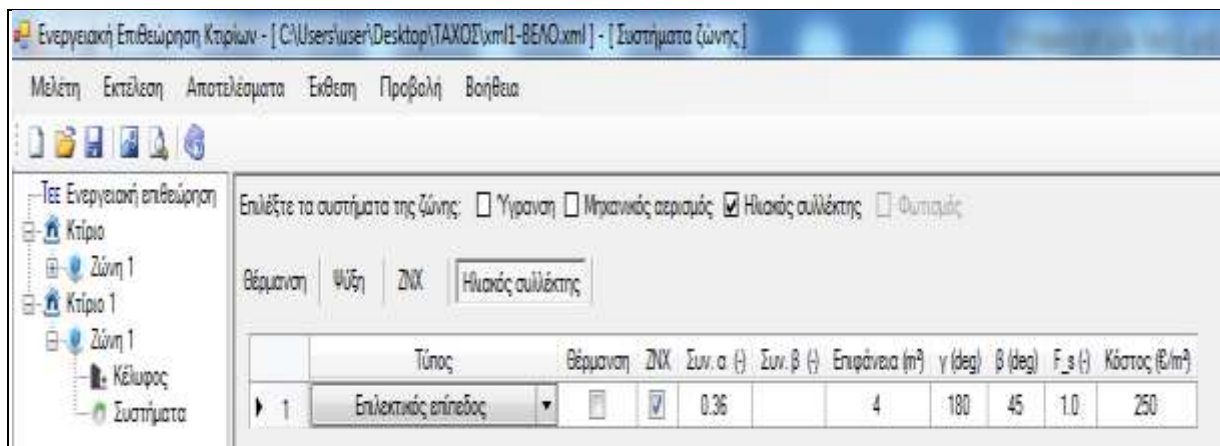 Ενεργειακή Επιθεώρηση Κτιρίων - [ C:\Users\user\Desktop\ΤΑΧΟΣ\xml1-ΒΕΛΟ.xml ] - [ Συστήματα ζώνης ]
Μελέτη Εκτέλεση Αποτελέσματα Έκθεση Προβολή Βοήθεια
ΤΕΕ Ενεργειακή επιθεώρηση
Κτίριο
Ζώνη 1
Κτίριο 1
Ζώνη 1
Κέλυφος
Συστήματα
Επιλέξτε τα συστήματα της ζώνης: Ύγρανση Μηχανικός αερισμός Ηλιακός συλλέκτης Φωτισμός
Θέρμανση Ψύξη ΖΝΧ Ηλιακός συλλέκτης
Τύπος Θέρμανση ΖΝΧ Συν. α (-) Συν. β (-) Επιφάνεια (m²) γ (deg) β (deg) F_s (-) Κόστος (€/m²)
1 Επιλεκτικός επίπεδος 0.36 4 180 45 1.0 250